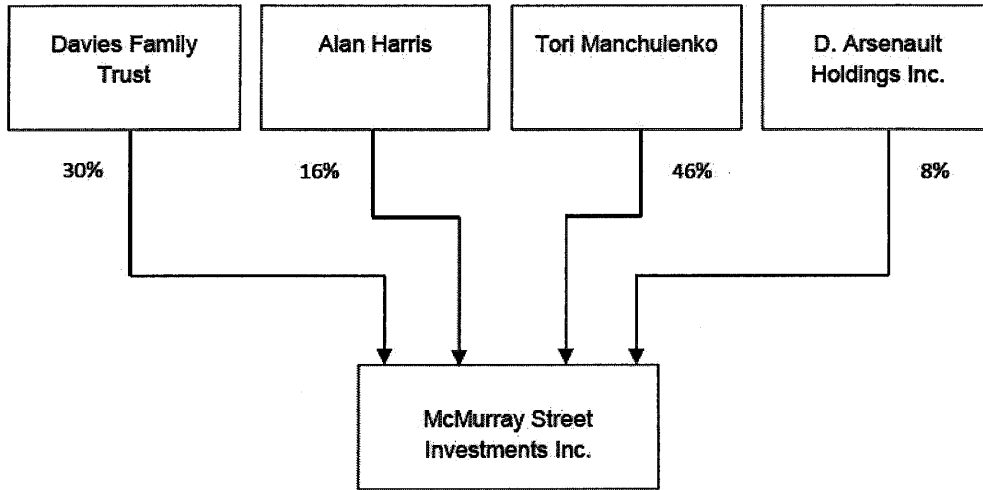 Davies Family
Trust
Alan Harris
Tori Manchulenko
D. Arsenault
Holdings Inc.
30%
16%
46%
8%
McMurray Street
Investments Inc.